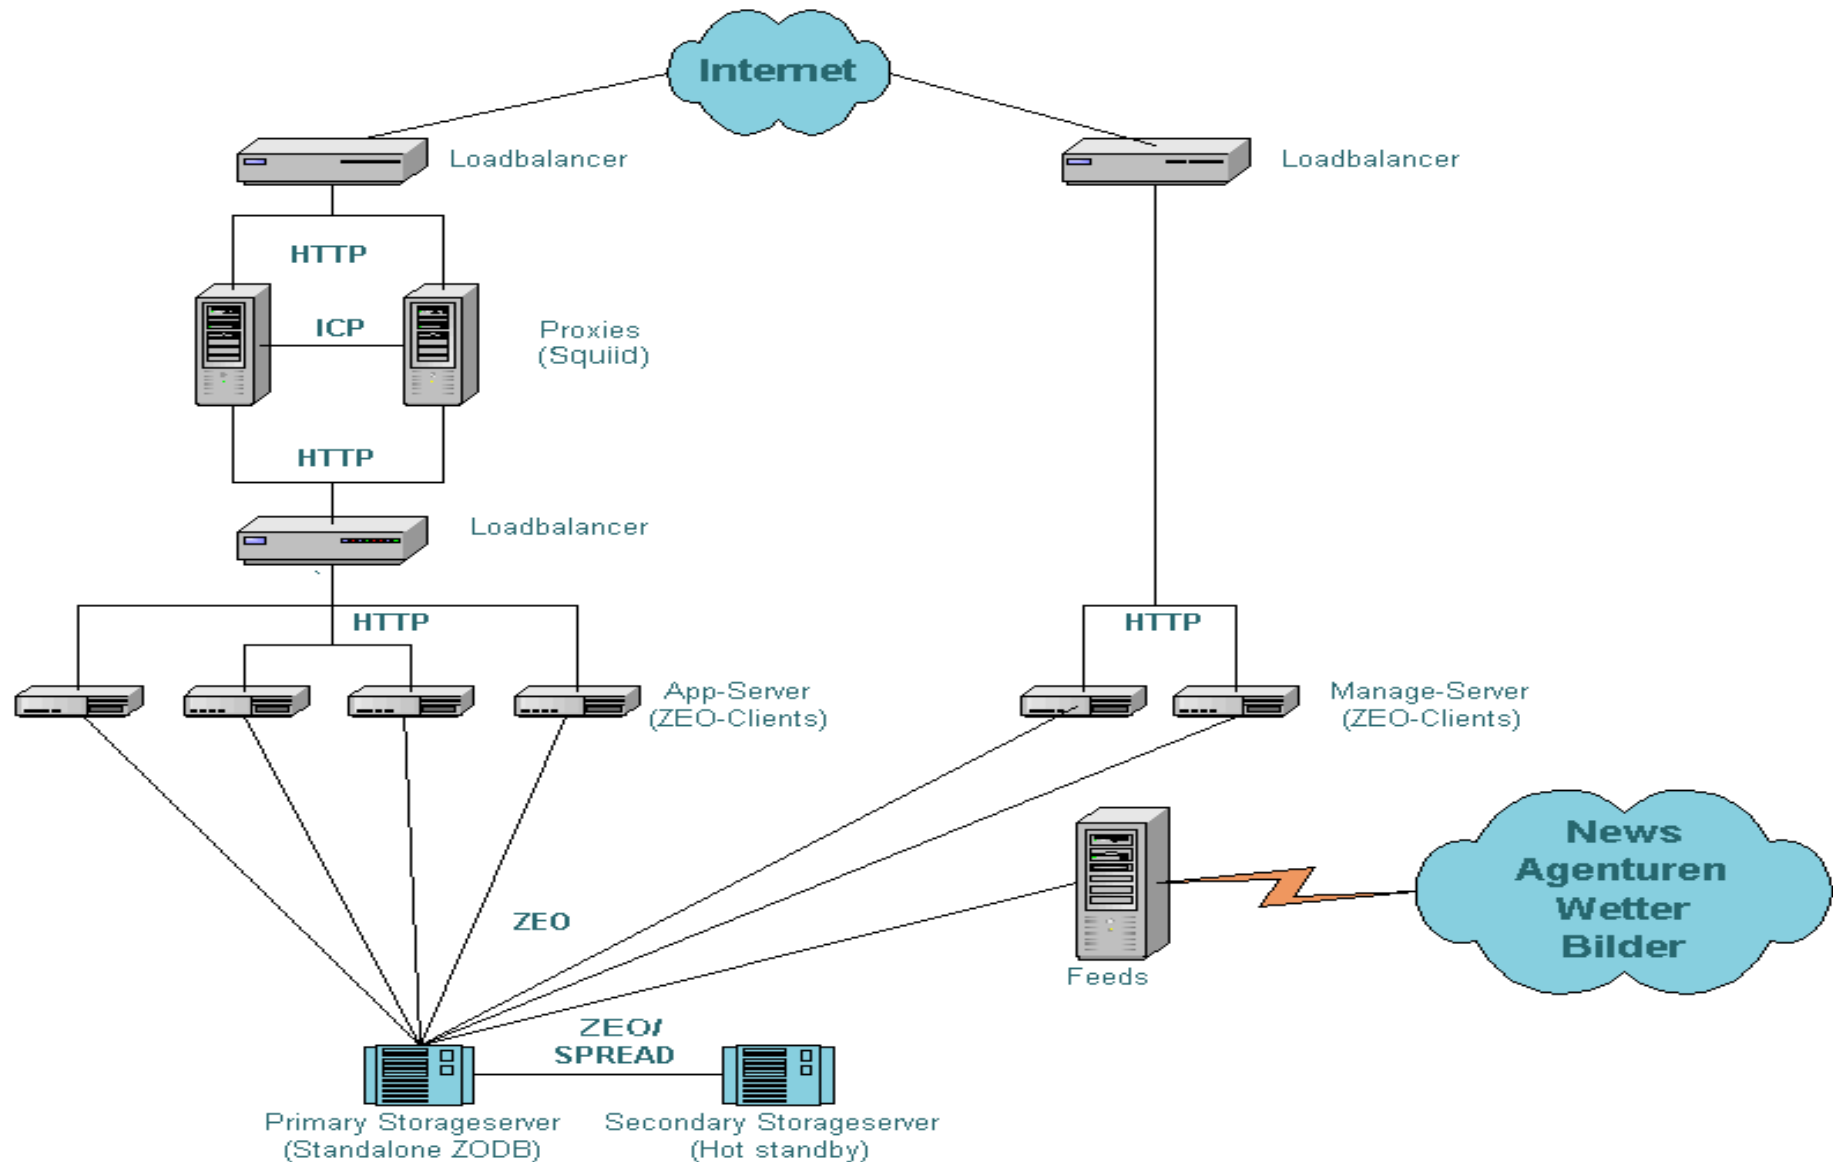 Internet
Loadbalancer
Loadbalancer
HTTP
ICP
Proxies
(Squiid)
HTTP
Loadbalancer
HTTP
HTTP
App-Server
(ZEO-Clients)
Manage-Server
(ZEO-Clients)
News
Agenturen
Wetter
Bilder
ZEO
Feeds
ZEO/
SPREAD
Primary Storageserver
(Standalone ZODB)
Secondary Storageserver
(Hot standby)